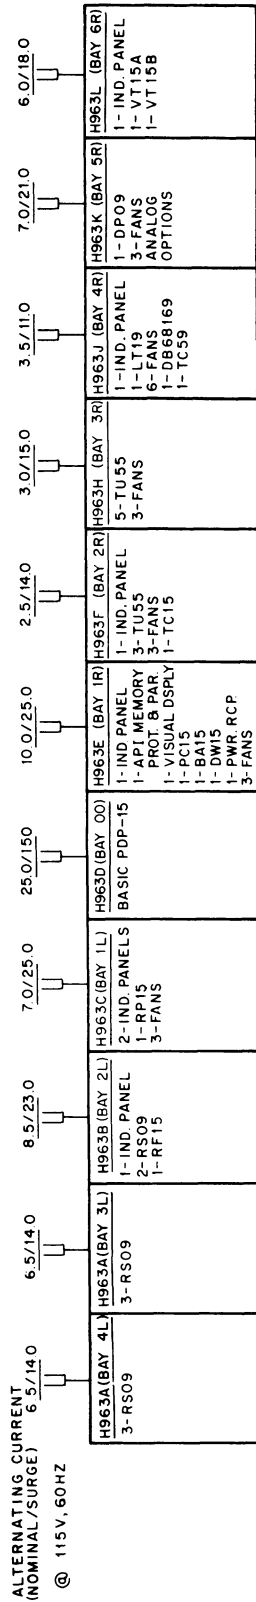 ALTERNATING CURRENT
(NOMINAL/SURGE)
@ 115V, 60HZ
6.5/14.0
H963A(BAY 4L)
3-RS09
6.5/14.0
H963A(BAY 3L)
3-RS09
8.5/23.0
H963B(BAY 2L)
1-IND. PANEL
2-RS09
1-RF15
7.0/25.0
H963C(BAY 1L)
2-IND. PANELS
1-RP15
3-FANS
25.0/150
H963D(BAY 00)
BASIC PDP-15
10.0/25.0
H963E (BAY 1R)
1-IND PANEL
1-API MEMORY
PROT. & PAR.
1-VISUAL DSPLY
1-PC15
1-BA15
1-DW15
1-PWR. RCP.
3-FANS
2.5/14.0
H963F (BAY 2R)
1-IND. PANEL
3-TU55
3-FANS
1-TC15
3.0/15.0
H963H (BAY 3R)
5-TU55
3-FANS
3.5/11.0
H963J (BAY 4R)
1-IND. PANEL
1-LT19
6-FANS
1-DB68169
1-TC59
7.0/21.0
H963K (BAY 5R)
1-DP09
3-FANS
ANALOG
OPTIONS
6.0/18.0
H963L (BAY 6R)
1-IND. PANEL
1-VT15A
1-VT15B